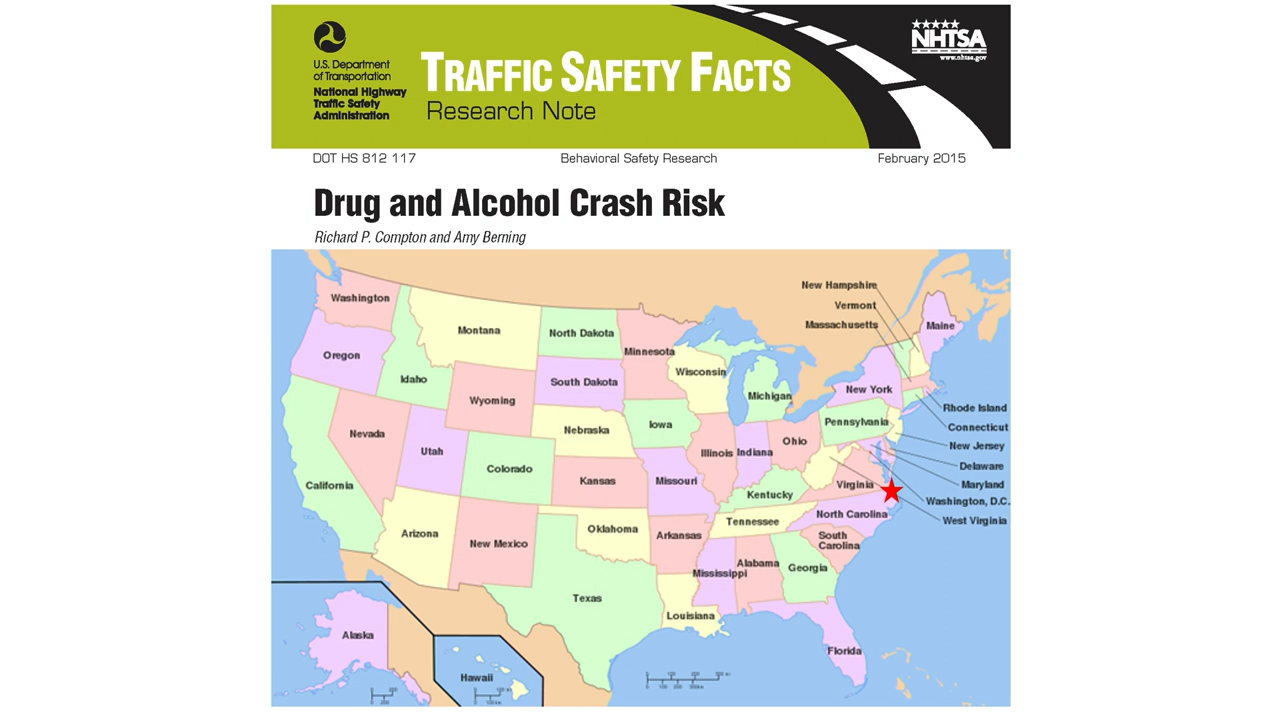 NHTSA
www.nhtsa.gov
U.S. Department
of Transportation
National Highway
Traffic Safety
Administration
TRAFFIC SAFETY FACTS
Research Note
DOT HS 812 117
Behavioral Safety Research
February 2015
Drug and Alcohol Crash Risk
Richard P. Compton and Amy Berning
New Hampshire
Vermont
Massachusetts
Maine
Washington
Montana
North Dakota
Minnesota
Oregon
Idaho
Wyoming
South Dakota
Wisconsin
Michigan
New York
Rhode Island
Connecticut
New Jersey
Delaware
Maryland
Washington, D.C.
West Virginia
Nevada
Utah
Colorado
Nebraska
Iowa
Illinois
Indiana
Ohio
Pennsylvania
California
Kansas
Missouri
Kentucky
Virginia
Arizona
New Mexico
Oklahoma
Arkansas
Tennessee
North Carolina
South
Carolina
Texas
Louisiana
Mississippi
Alabama
Georgia
Florida
Alaska
Hawaii